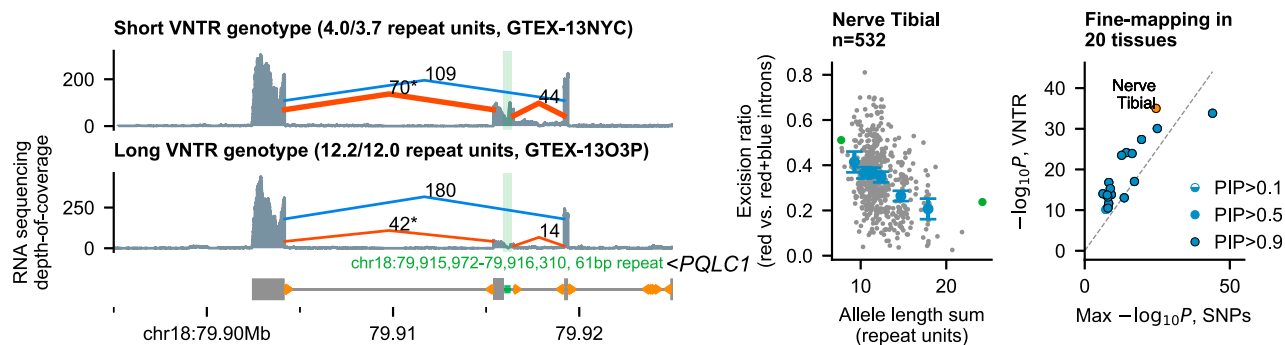 Short VNTR genotype (4.0/3.7 repeat units, GTEX-13NYC)
200
0
109
70*
44
Long VNTR genotype (12.2/12.0 repeat units, GTEX-13O3P)
250
0
180
42*
14
RNA sequencing
depth-of-coverage
chr18:79,915,972-79,916,310, 61bp repeat
<PQLC1
chr18:79.90Mb
79.91
79.92
Nerve Tibial
n=532
Excision ratio
(red vs. red+blue introns)
0.8
0.6
0.4
0.2
0.0
10
20
Allele length sum
(repeat units)
Fine-mapping in
20 tissues
Nerve
Tibial
−log10P, VNTR
40
30
20
10
0
PIP>0.1
PIP>0.5
PIP>0.9
0
50
Max −log10P, SNPs